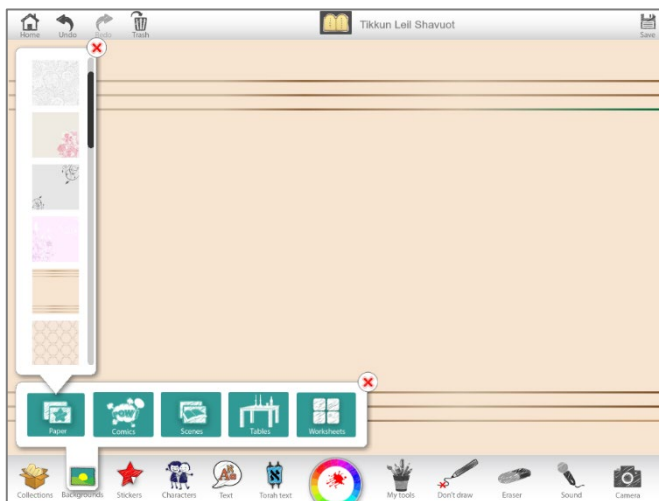 Home Undo Redo Trash Tikkun Leil Shavuot Save
POW
Paper Comics Scenes Tables Worksheets
Collections Backgrounds Stickers Characters Text Torah text My tools Don't draw Eraser Sound Camera